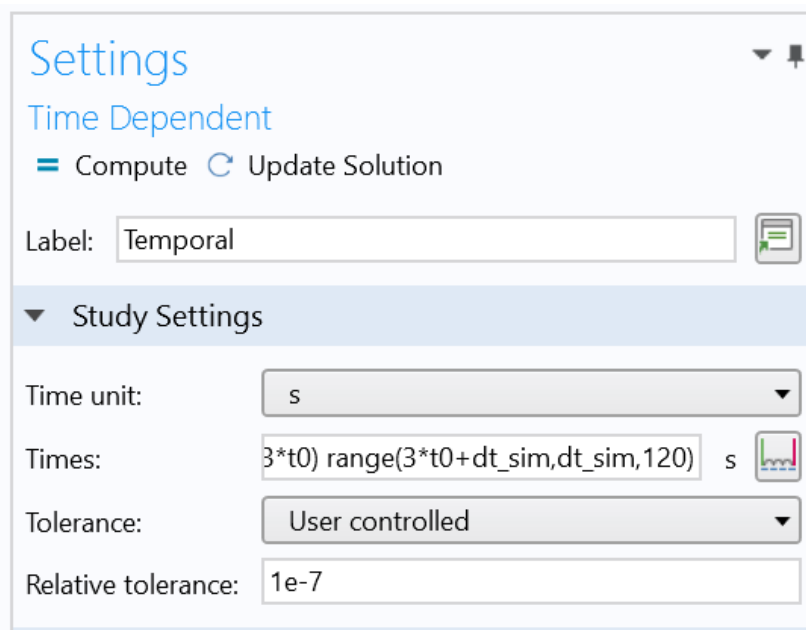 Settings
Time Dependent
= Compute Update Solution
Label: Temporal
Study Settings
Time unit: s
Times: 3*t0) range(3*t0+dt_sim,dt_sim,120) s
Tolerance: User controlled
Relative tolerance: 1e-7